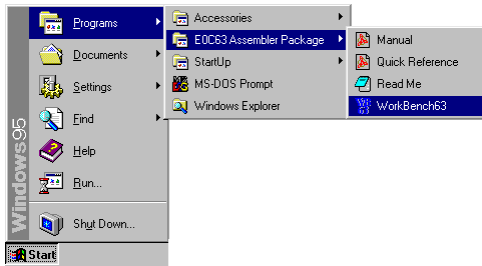 Programs
Documents
Settings
Find
Help
Run...
Shut Down...
Windows95
Start
Accessories
E0C63 Assembler Package
StartUp
MS-DOS Prompt
Windows Explorer
Manual
Quick Reference
Read Me
WorkBench63